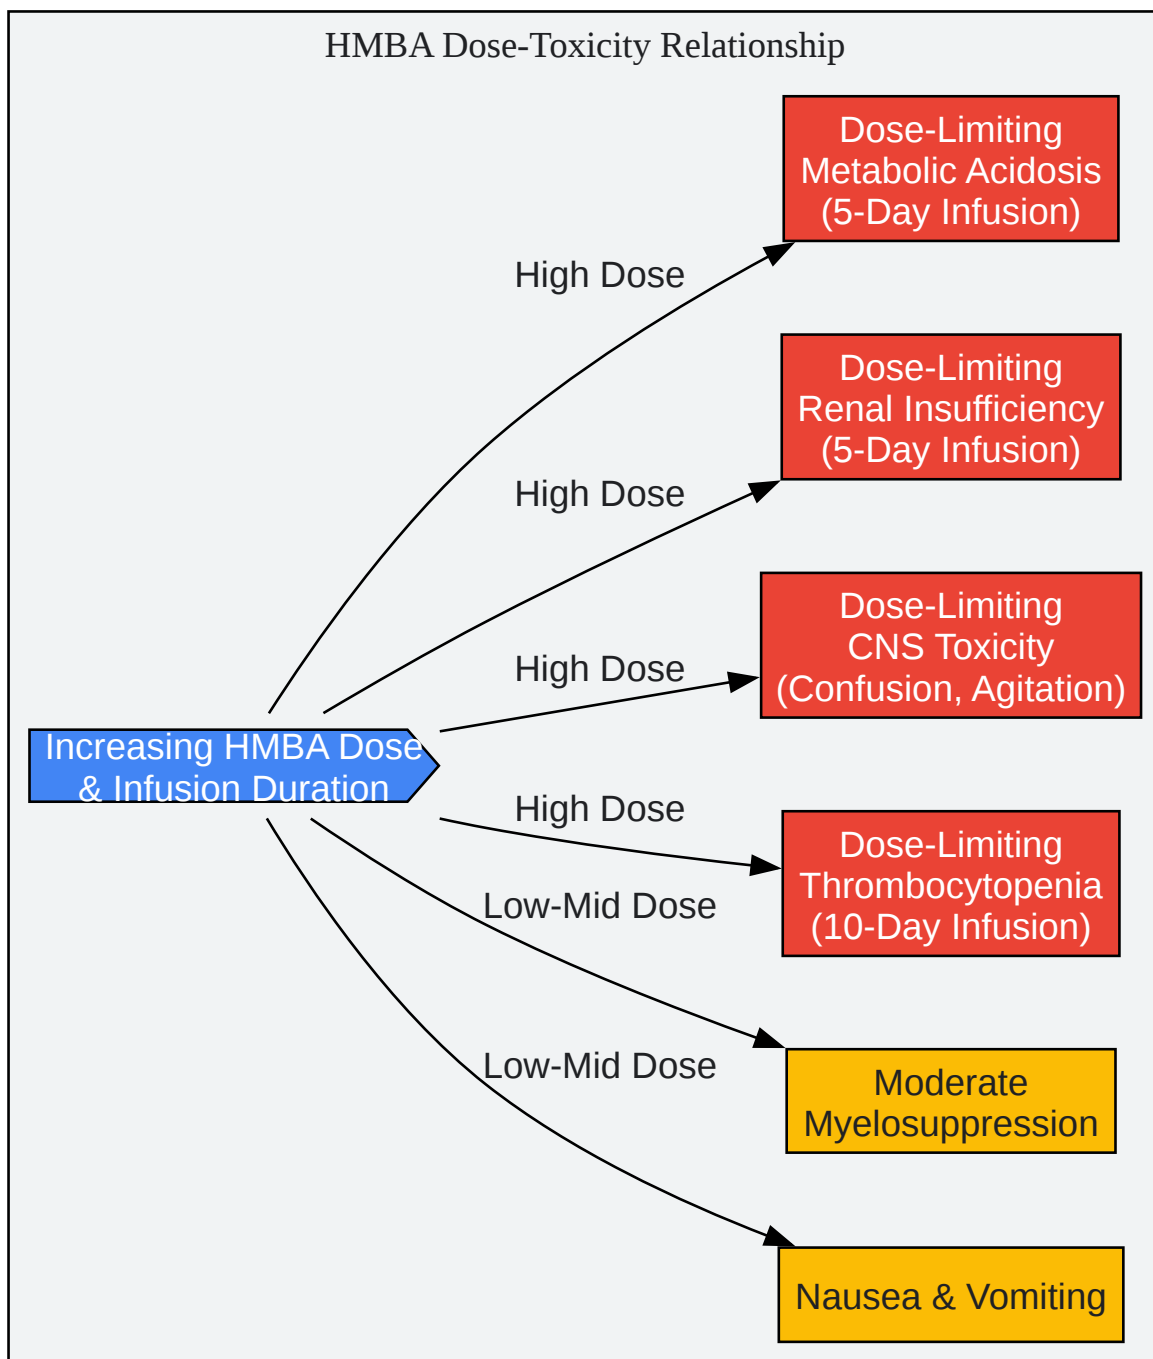 HMBA Dose-Toxicity Relationship
Dose-Limiting
Metabolic Acidosis
(5-Day Infusion)
High Dose
Dose-Limiting
Renal Insufficiency
(5-Day Infusion)
High Dose
Dose-Limiting
CNS Toxicity
(Confusion, Agitation)
High Dose
Increasing HMBA Dose
& Infusion Duration
High Dose
Dose-Limiting
Thrombocytopenia
(10-Day Infusion)
Low-Mid Dose
Moderate
Myelosuppression
Low-Mid Dose
Nausea & Vomiting